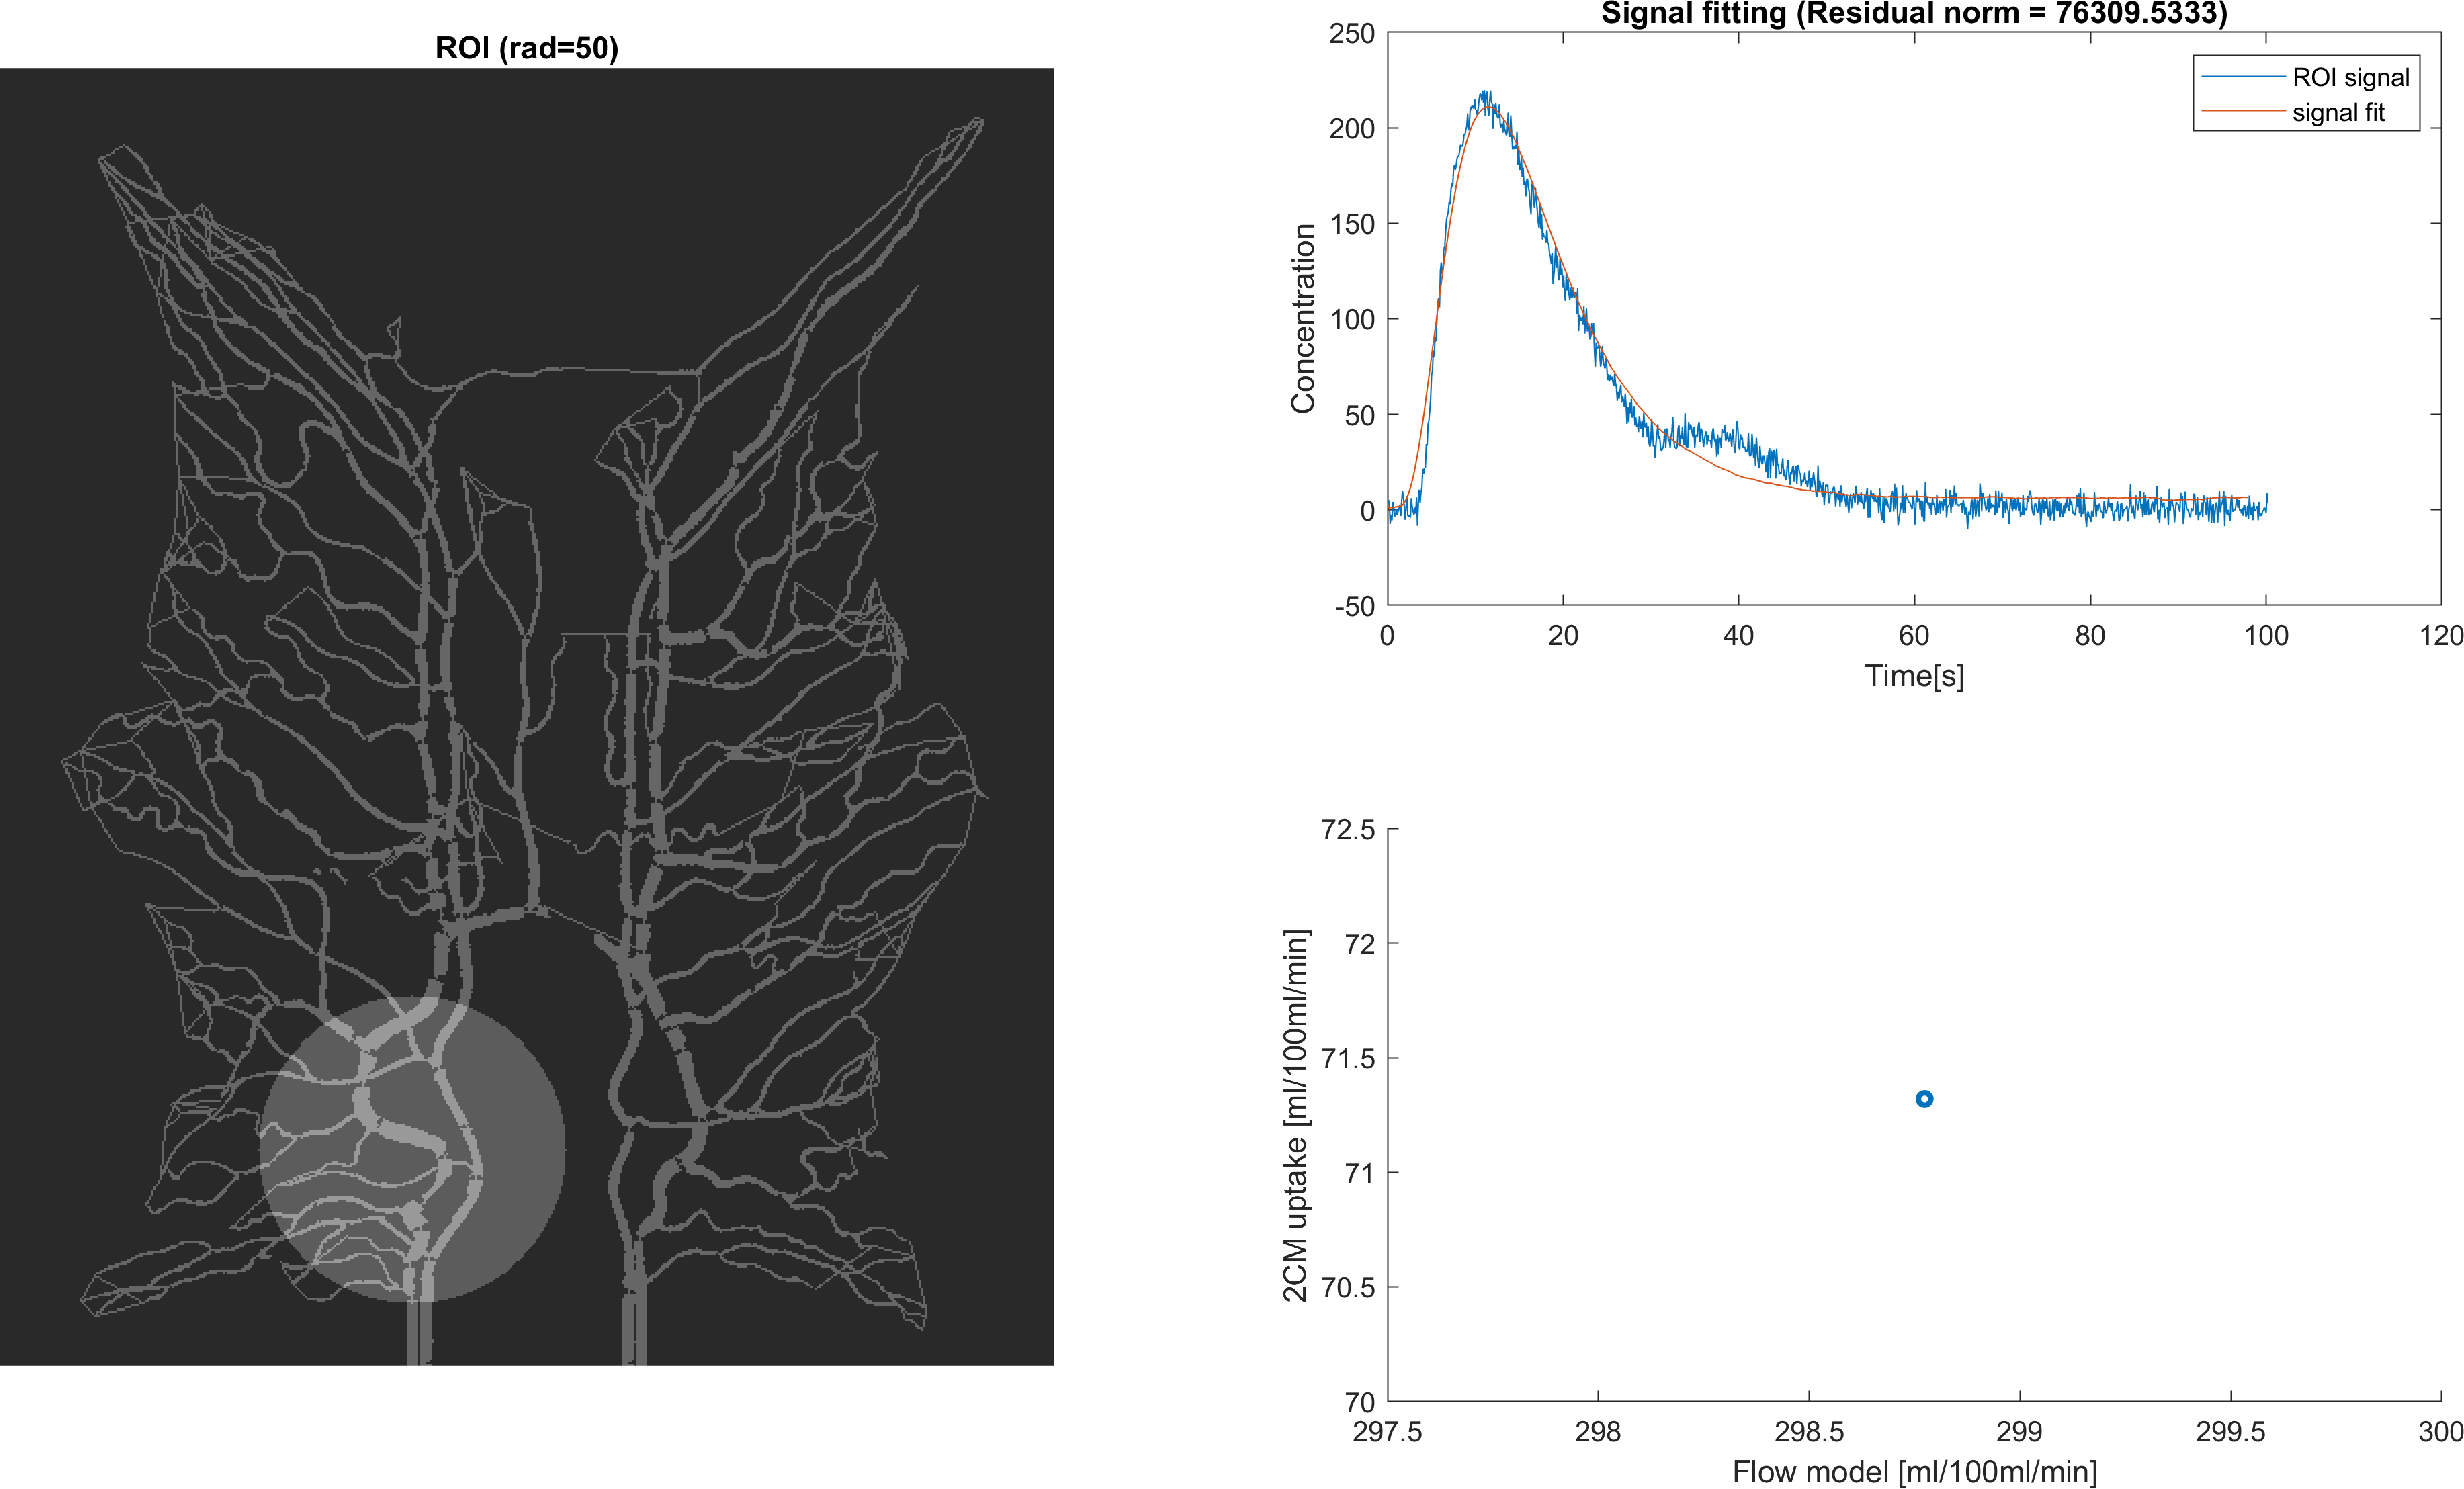 ROI (rad=50)
Signal fitting (Residual norm = 76309.5333)
250
200
150
100
50
0
-50
Concentration
ROI signal
signal fit
0 20 40 60 80 100 120
Time[s]
72.5
72
71.5
71
70.5
70
2CM uptake [ml/100ml/min]
297.5 298 298.5 299 299.5 300
Flow model [ml/100ml/min]